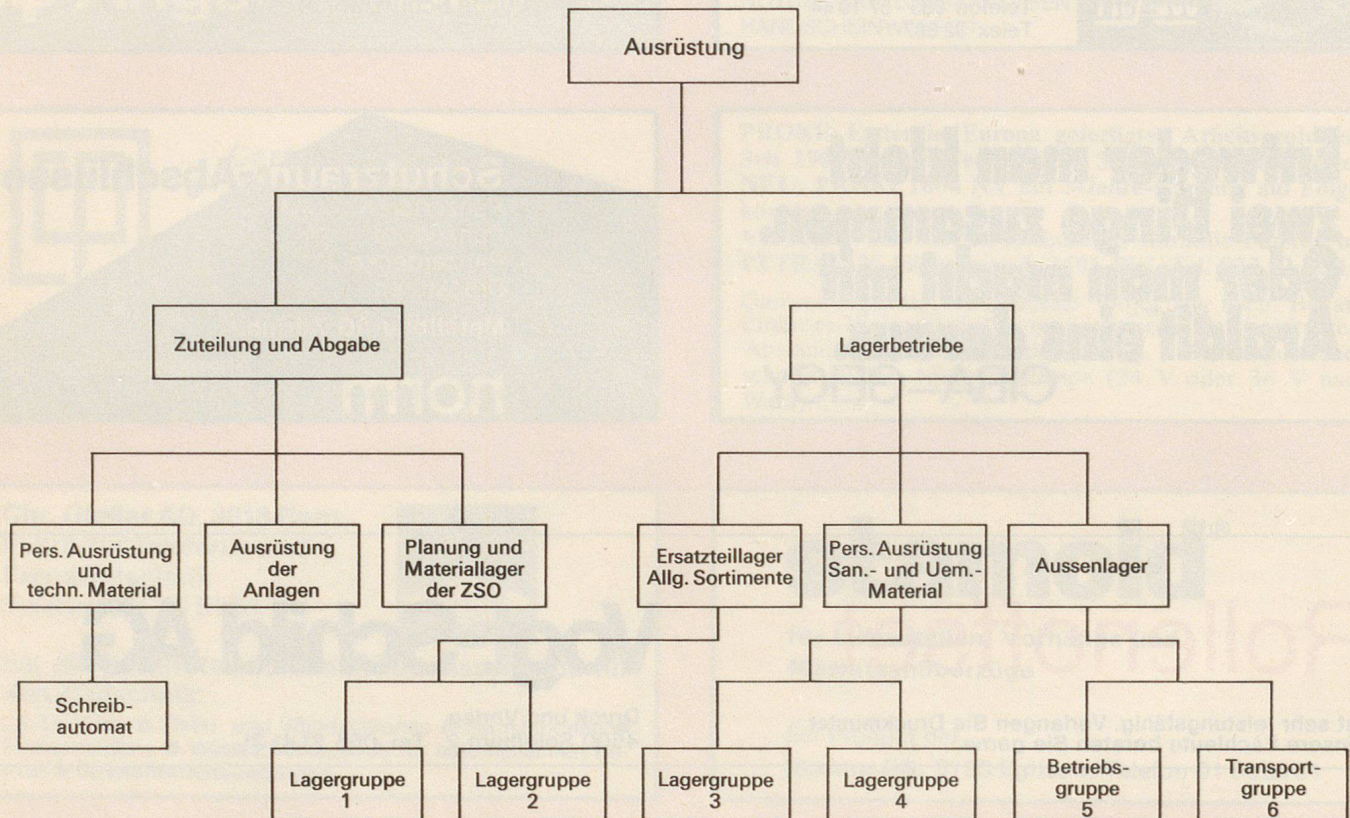 Ausrüstung
Zuteilung und Abgabe
Lagerbetriebe
Pers. Ausrüstung
und
techn. Material
Ausrüstung
der
Anlagen
Planung und
Materiallager
der ZSO
Ersatzteillager
Allg. Sortimente
Pers. Ausrüstung
San.- und Uem.-
Material
Aussenlager
Schreib-
automat
Lagergruppe
1
Lagergruppe
2
Lagergruppe
3
Lagergruppe
4
Betriebs-
gruppe
5
Transport-
gruppe
6